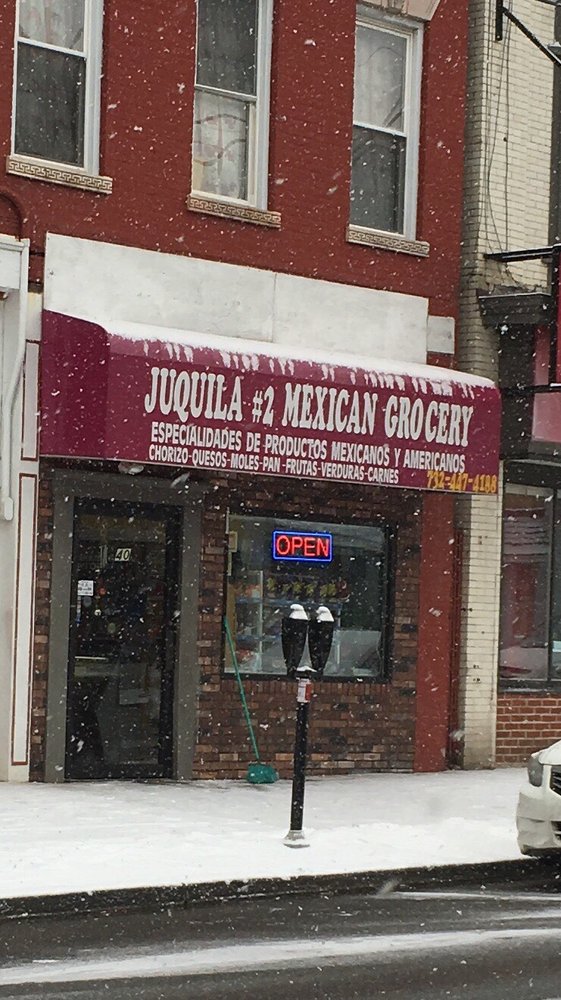 JUQUILA #2 MEXICAN GROCERY
ESPECIALIDADES DE PRODUCTOS MEXICANOS Y AMERICANOS
CHORIZO-QUESOS-MOLES-PAN-FRUTAS-VERDURAS-CARNES
732-447-4188
OPEN
40